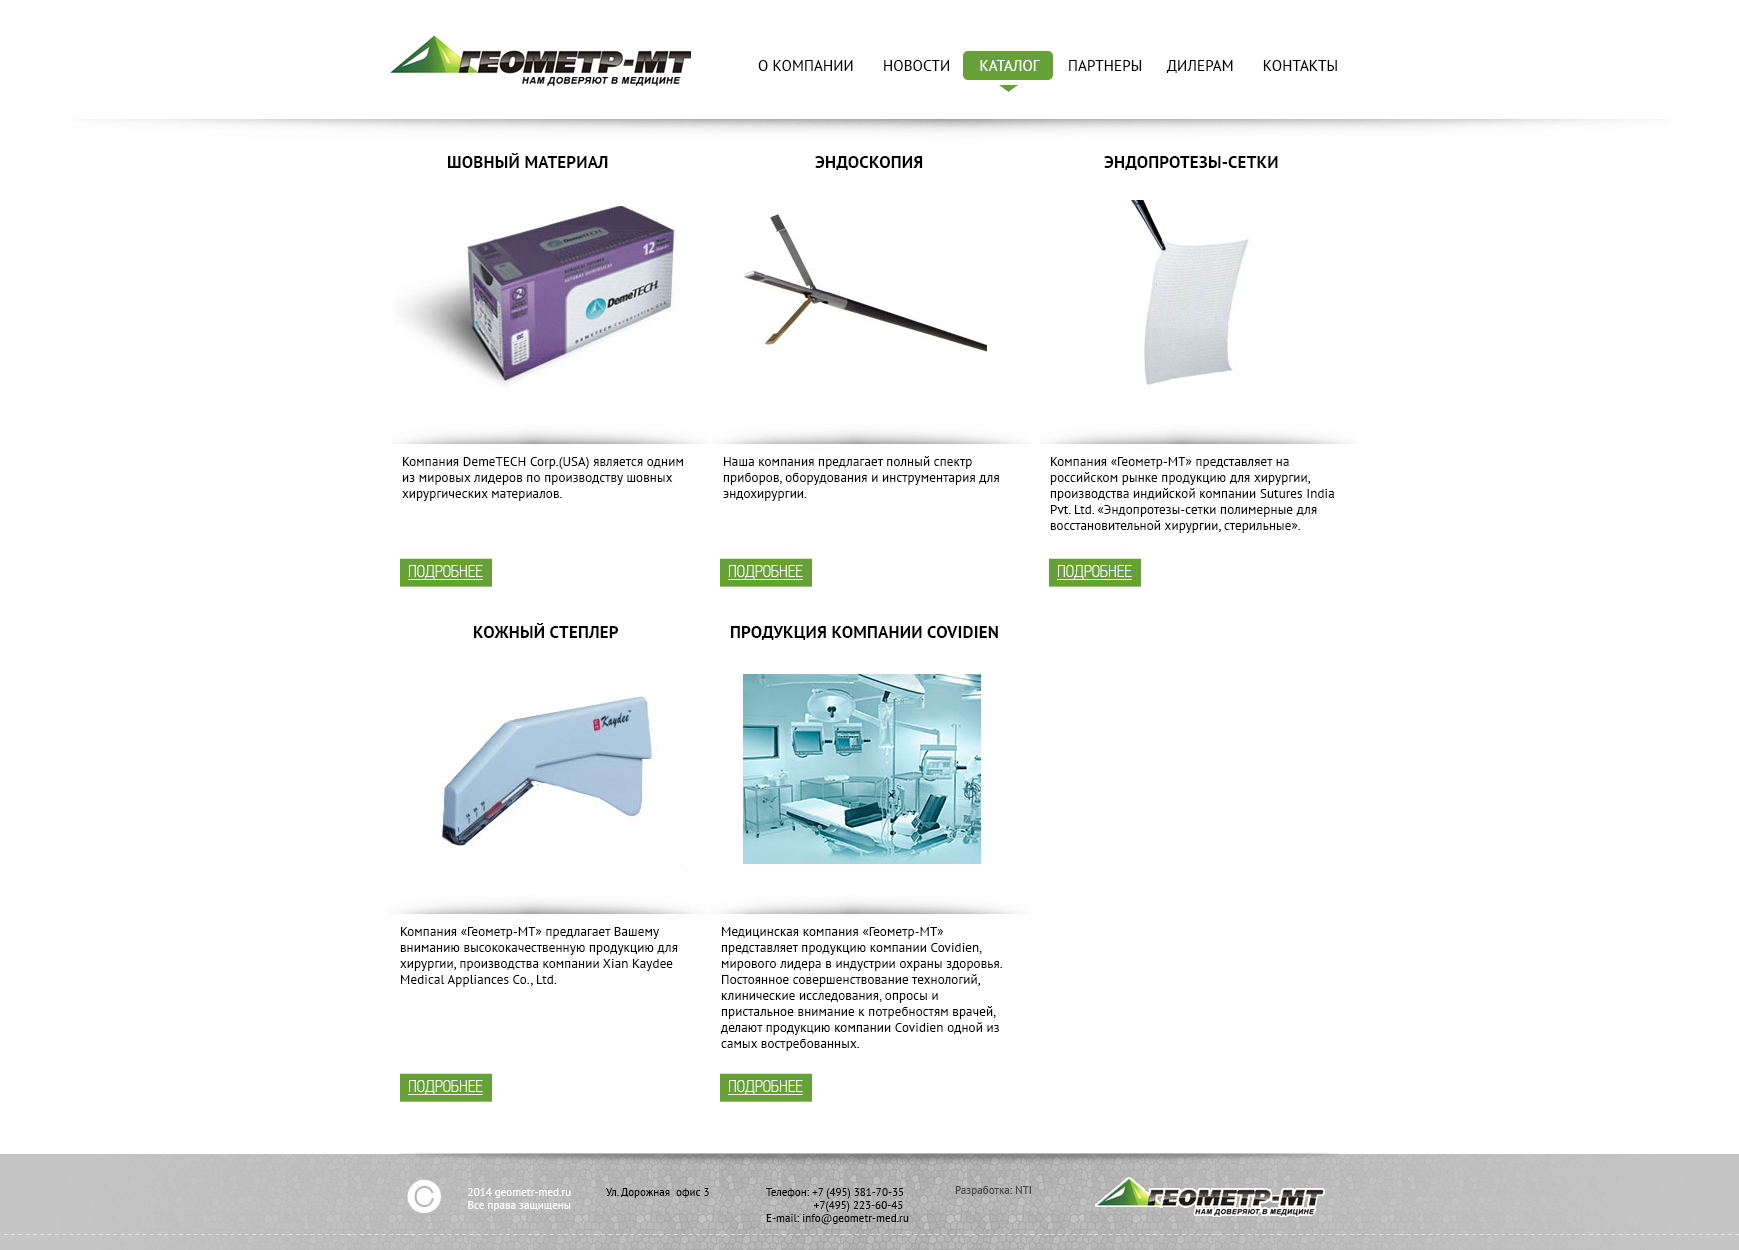 ГЕОМЕТР-МТ
НАМ ДОВЕРЯЮТ В МЕДИЦИНЕ
О КОМПАНИИ НОВОСТИ КАТАЛОГ ПАРТНЕРЫ ДИЛЕРАМ КОНТАКТЫ
ШОВНЫЙ МАТЕРИАЛ
ЭНДОСКОПИЯ
ЭНДОПРОТЕЗЫ-СЕТКИ
DemeTECH
12
DemeTECH
Компания DemeTECH Corp.(USA) является одним
из мировых лидеров по производству шовных
хирургических материалов.
Наша компания предлагает полный спектр
приборов, оборудования и инструментария для
эндохирургии.
Компания «Геометр-МТ» представляет на
российском рынке продукцию для хирургии,
производства индийской компании Sutures India
Pvt. Ltd. «Эндопротезы-сетки полимерные для
восстановительной хирургии, стерильные».
ПОДРОБНЕЕ
ПОДРОБНЕЕ
ПОДРОБНЕЕ
КОЖНЫЙ СТЕПЛЕР
ПРОДУКЦИЯ КОМПАНИИ COVIDIEN
Kaydee
Компания «Геометр-МТ» предлагает Вашему
вниманию высококачественную продукцию для
хирургии, производства компании Xian Kaydee
Medical Appliances Co., Ltd.
Медицинская компания «Геометр-МТ»
представляет продукцию компании Covidien,
мирового лидера в индустрии охраны здоровья.
Постоянное совершенствование технологий,
клинические исследования, опросы и
пристальное внимание к потребностям врачей,
делают продукцию компании Covidien одной из
самых востребованных.
ПОДРОБНЕЕ
ПОДРОБНЕЕ
©
2014 geometr-med.ru
Все права защищены
Ул. Дорожная офис 3
Телефон: +7 (495) 381-70-35
+7(495) 223-60-45
E-mail: info@geometr-med.ru
Разработка: NTI
ГЕОМЕТР-МТ
НАМ ДОВЕРЯЮТ В МЕДИЦИНЕ